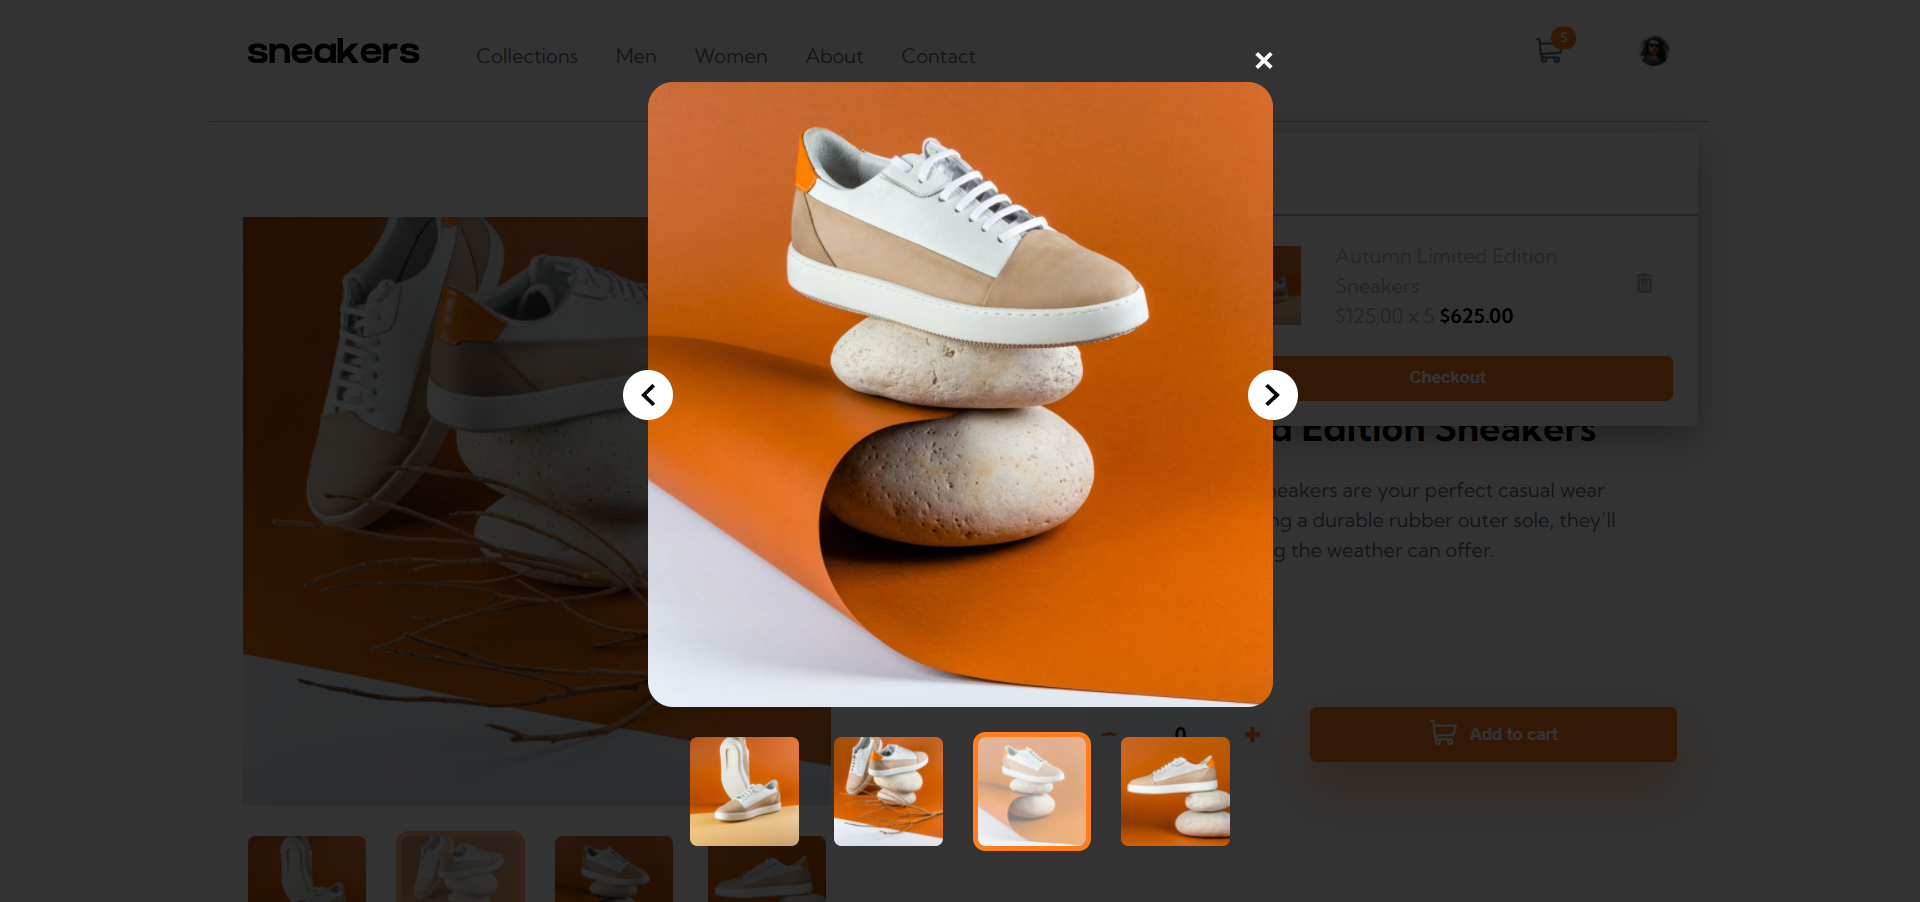 sneakers
Collections
Men
Women
About
Contact
5
Autumn Limited Edition
Sneakers
$125.00 x 5 $625.00
Checkout
Edition Sneakers
are your perfect casual wear
a durable rubber outer sole, they'll
the weather can offer.
0
Add to cart